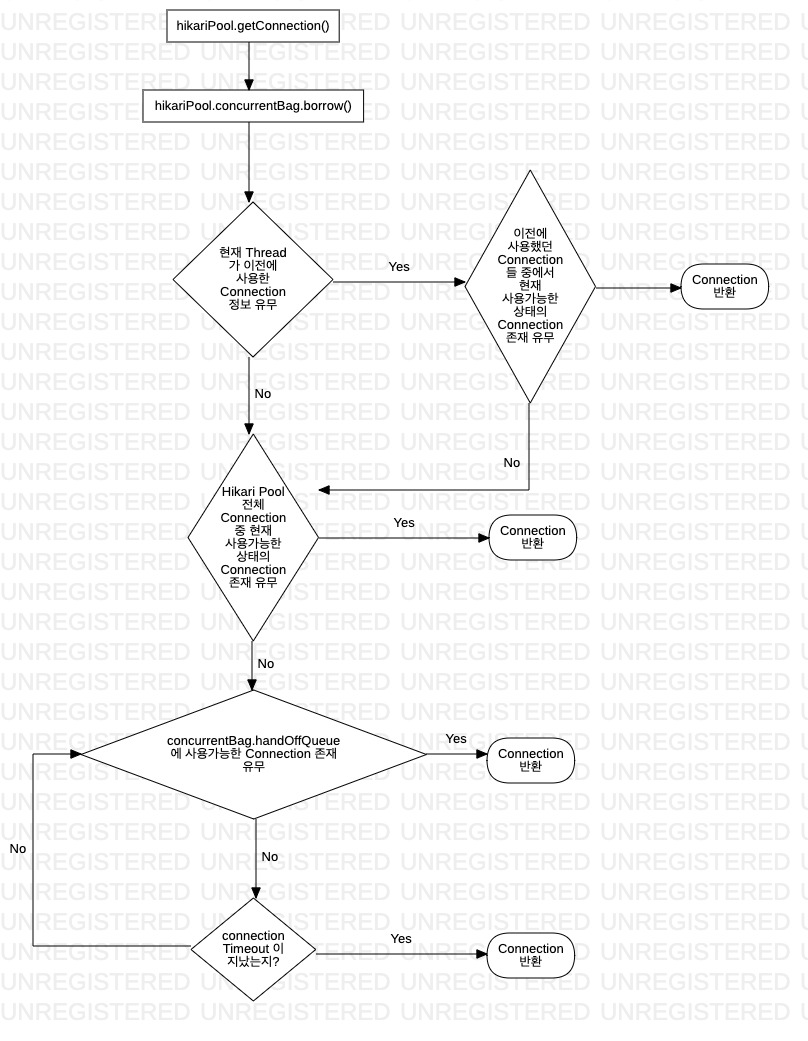 hikariPool.getConnection()
hikariPool.concurrentBag.borrow()
현재 Thread
가 이전에
사용한
Connection
정보 유무
Yes
이전에
사용했던
Connection
들 중에서
현재
사용가능한
상태의
Connection
존재 유무
Connection
반환
No
No
Hikari Pool
전체
Connection
중 현재
사용가능한
상태의
Connection
존재 유무
Yes
Connection
반환
No
concurrentBag.handOffQueue
에 사용가능한 Connection 존재
유무
Yes
Connection
반환
No
No
connection
Timeout 이
지났는지?
Yes
Connection
반환
UNREGISTERED